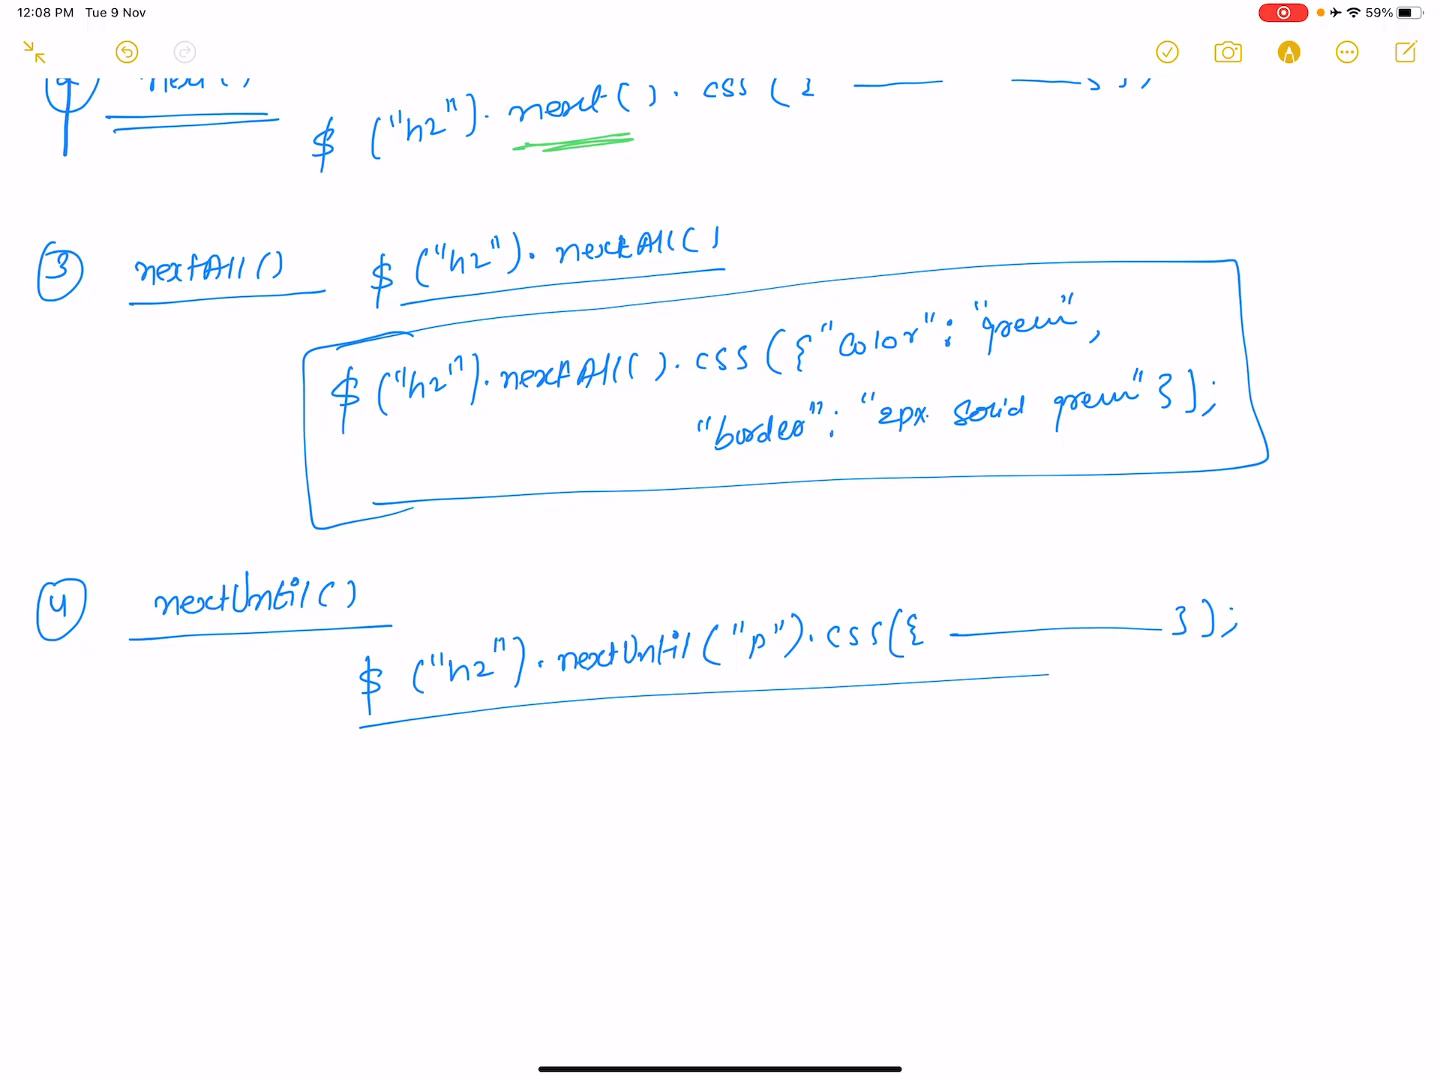 12:08 PM Tue 9 Nov
59%
next()
$ ("h2"). next(). css ({ });
3 nextAll() $ ("h2"). nextAll()
$ ("h2"). nextAll(). css ({"color": "green",
"border": "2px solid green" });
4 nextUntil()
$ ("h2"). nextUntil("p"). css({ });